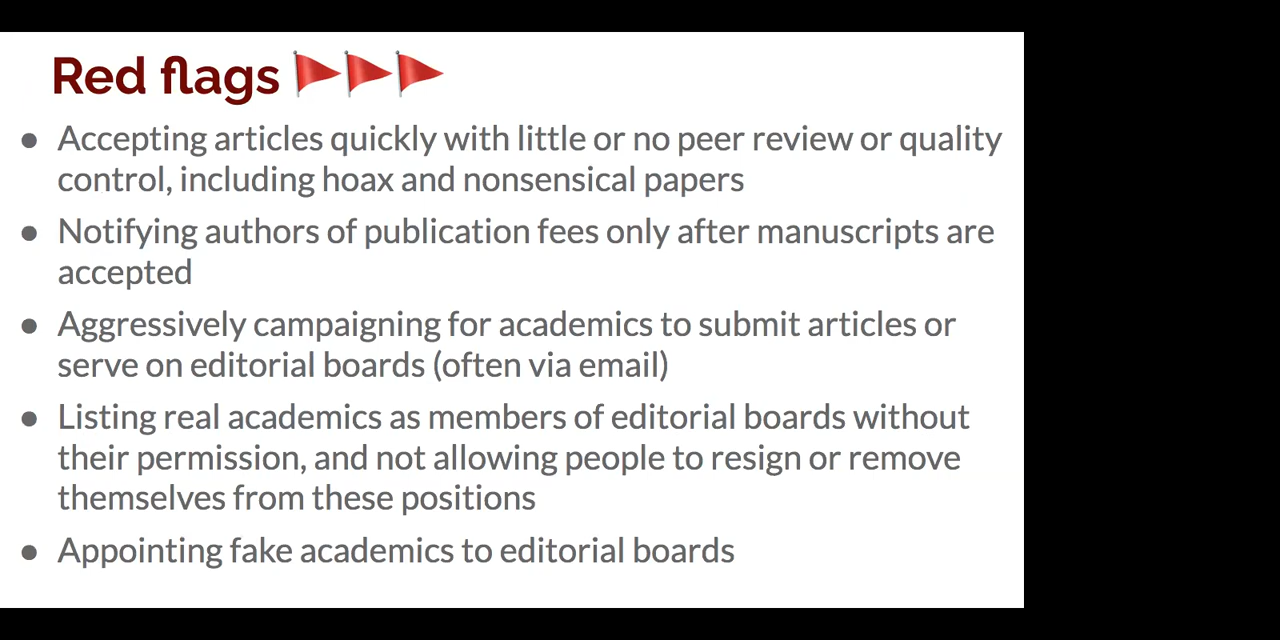 Red flags 🚩🚩🚩
● Accepting articles quickly with little or no peer review or quality
control, including hoax and nonsensical papers
● Notifying authors of publication fees only after manuscripts are
accepted
● Aggressively campaigning for academics to submit articles or
serve on editorial boards (often via email)
● Listing real academics as members of editorial boards without
their permission, and not allowing people to resign or remove
themselves from these positions
● Appointing fake academics to editorial boards